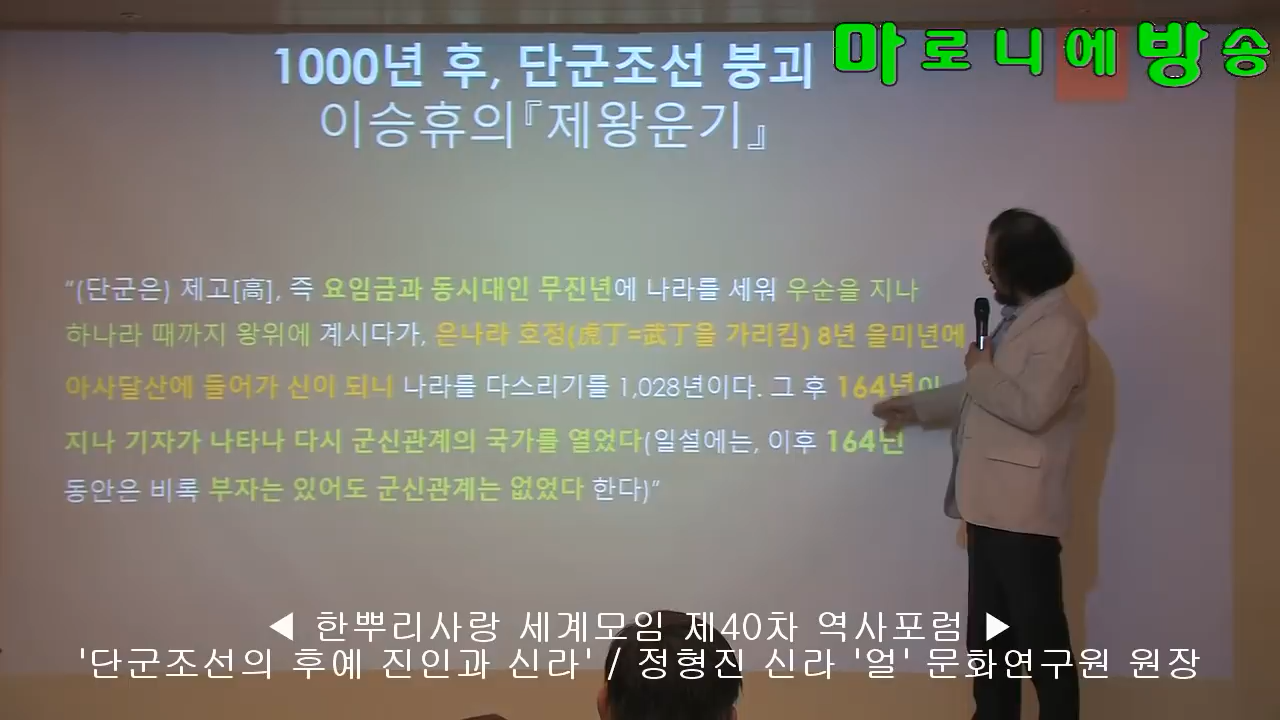 마로니에방송
1000년 후, 단군조선 붕괴
이승휴의『제왕운기』
“(단군은) 제고[高], 즉 요임금과 동시대인 무진년에 나라를 세워 우순을 지나
하나라 때까지 왕위에 계시다가, 은나라 호정(虎丁=武丁을 가리킴) 8년 을미년에
아사달산에 들어가 신이 되니 나라를 다스리기를 1,028년이다. 그 후 164년이
지나 기자가 나타나 다시 군신관계의 국가를 열었다(일설에는, 이후 164년
동안은 비록 부자는 있어도 군신관계는 없었다 한다)”
◀ 한뿌리사랑 세계모임 제40차 역사포럼 ▶
'단군조선의 후예 진인과 신라' / 정형진 신라 '얼' 문화연구원 원장